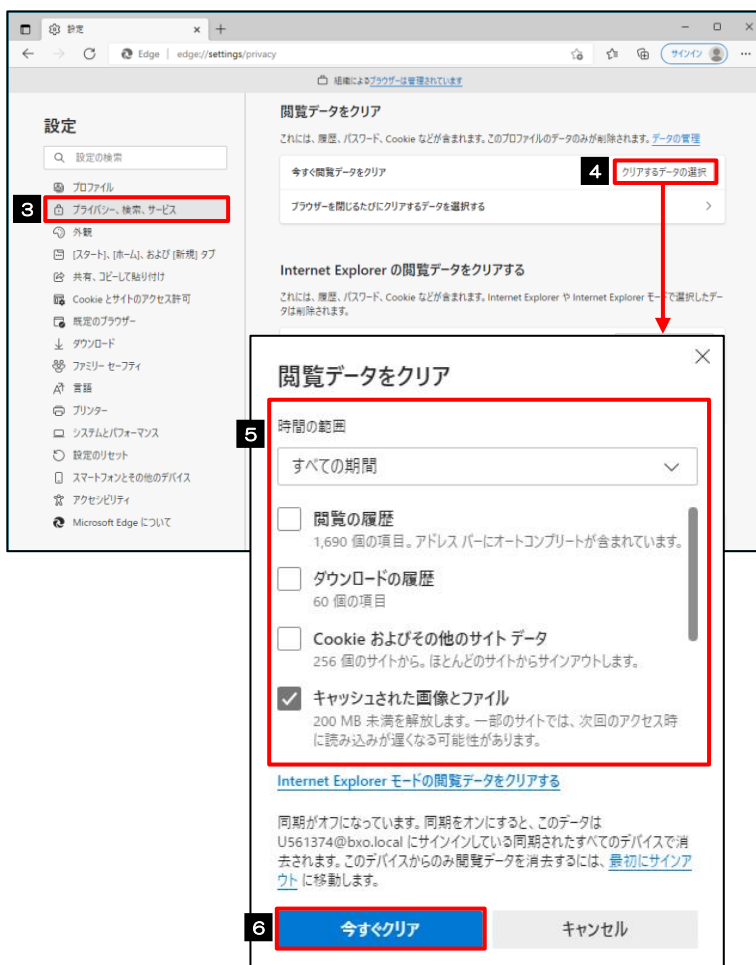 設定
Edge | edge://settings/privacy
サインイン
組織によるブラウザーは管理されています
設定
設定の検索
プロファイル
3 プライバシー、検索、サービス
外観
[スタート]、[ホーム]、および [新規] タブ
共有、コピーして貼り付け
Cookie とサイトのアクセス許可
既定のブラウザー
ダウンロード
ファミリー セーフティ
言語
プリンター
システムとパフォーマンス
設定のリセット
スマートフォンとその他のデバイス
アクセシビリティ
Microsoft Edge について
閲覧データをクリア
これには、履歴、パスワード、Cookie などが含まれます。このプロファイルのデータのみが削除されます。データの管理
今すぐ閲覧データをクリア 4 クリアするデータの選択
ブラウザーを閉じるたびにクリアするデータを選択する
Internet Explorer の閲覧データをクリアする
これには、履歴、パスワード、Cookie などが含まれます。Internet Explorer や Internet Explorer モードで選択したデー
タは削除されます。
閲覧データをクリア
5
時間の範囲
すべての期間
閲覧の履歴
1,690 個の項目。アドレス バーにオートコンプリートが含まれています。
ダウンロードの履歴
60 個の項目
Cookie およびその他のサイト データ
256 個のサイトから。ほとんどのサイトからサインアウトします。
キャッシュされた画像とファイル
200 MB 未満を解放します。一部のサイトでは、次回のアクセス時
に読み込みが遅くなる可能性があります。
Internet Explorer モードの閲覧データをクリアする
同期がオフになっています。同期をオンにすると、このデータは
U561374@bxo.local にサインインしている同期されたすべてのデバイスで消
去されます。このデバイスからのみ閲覧データを消去するには、最初にサインア
ウト に移動します。
6 今すぐクリア キャンセル